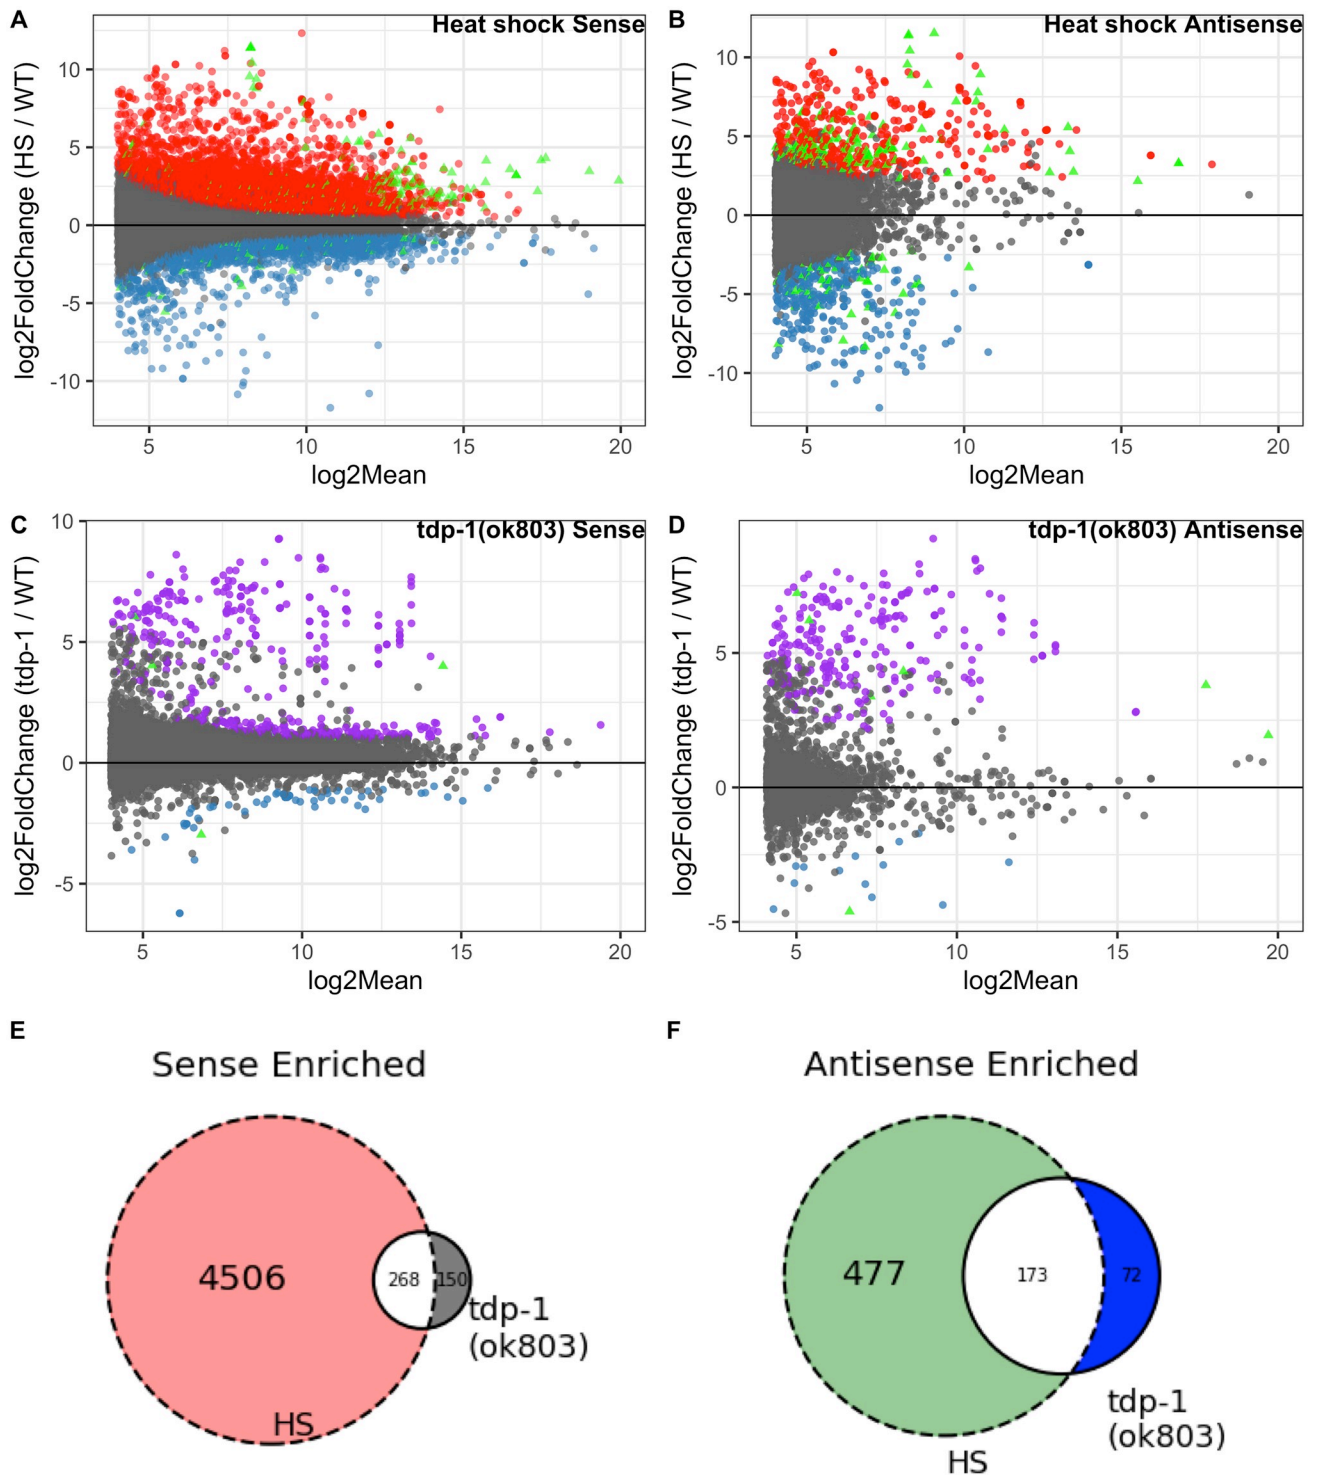 A
Heat shock Sense
log2FoldChange (HS / WT)
10
5
0
-5
-10
5
10
15
20
log2Mean
B
Heat shock Antisense
log2FoldChange (HS / WT)
10
5
0
-5
-10
5
10
15
20
log2Mean
C
tdp-1(ok803) Sense
log2FoldChange (tdp-1 / WT)
10
5
0
-5
5
10
15
20
log2Mean
D
tdp-1(ok803) Antisense
log2FoldChange (tdp-1 / WT)
5
0
-5
5
10
15
20
log2Mean
E
Sense Enriched
4506
268
150
tdp-1
(ok803)
HS
F
Antisense Enriched
477
173
72
tdp-1
(ok803)
HS